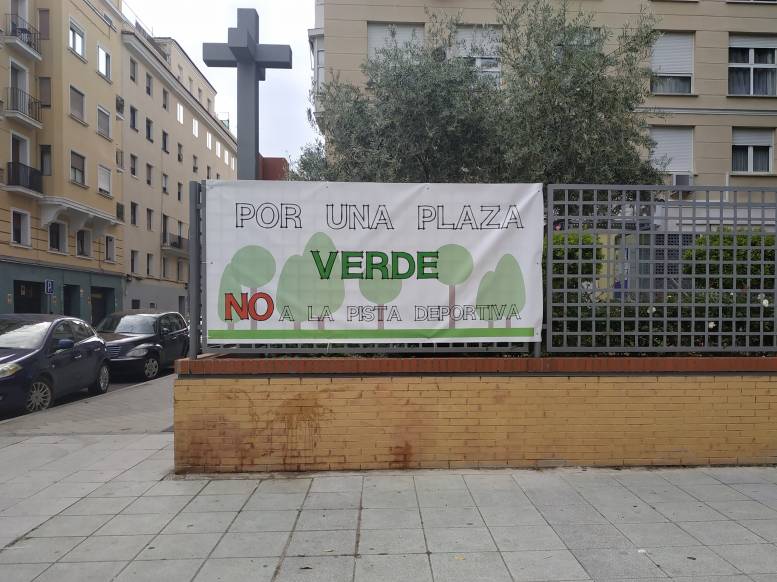 POR UNA PLAZA
VERDE
NO A LA PISTA DEPORTIVA
P